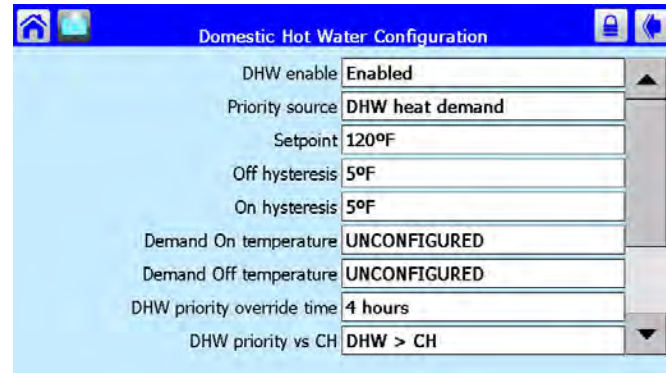 Domestic Hot Water Configuration
DHW enable Enabled
Priority source DHW heat demand
Setpoint 120ºF
Off hysteresis 5ºF
On hysteresis 5ºF
Demand On temperature UNCONFIGURED
Demand Off temperature UNCONFIGURED
DHW priority override time 4 hours
DHW priority vs CH DHW > CH